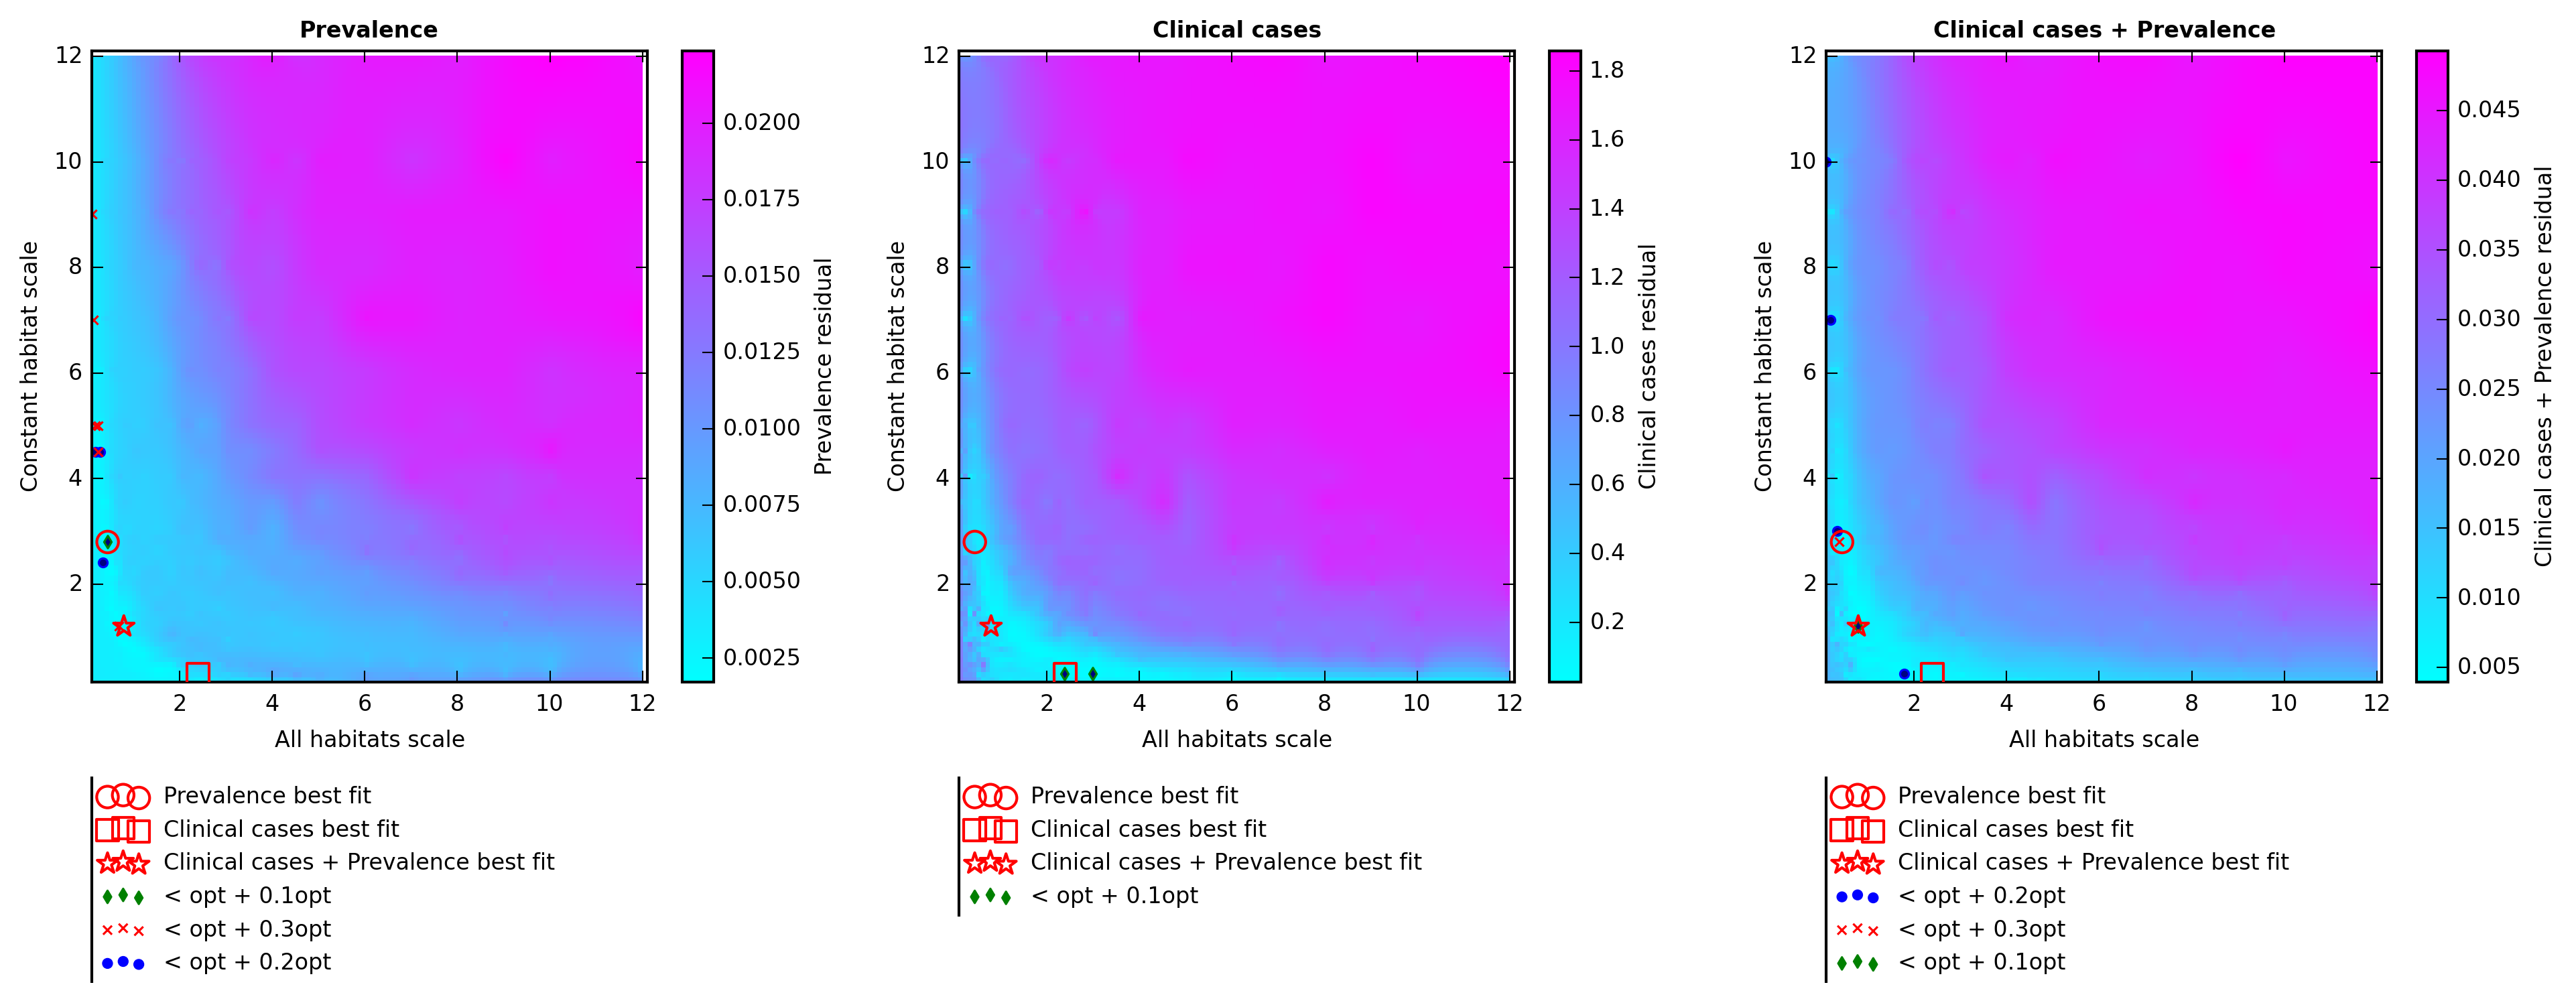 Prevalence
Clinical cases
Clinical cases + Prevalence
Constant habitat scale
12
10
8
6
4
2
2 4 6 8 10 12
All habitats scale
0.0200
0.0175
0.0150
0.0125
0.0100
0.0075
0.0050
0.0025
Prevalence residual
Constant habitat scale
12
10
8
6
4
2
2 4 6 8 10 12
All habitats scale
1.8
1.6
1.4
1.2
1.0
0.8
0.6
0.4
0.2
Clinical cases residual
Constant habitat scale
12
10
8
6
4
2
2 4 6 8 10 12
All habitats scale
0.045
0.040
0.035
0.030
0.025
0.020
0.015
0.010
0.005
Clinical cases + Prevalence residual
Prevalence best fit
Clinical cases best fit
Clinical cases + Prevalence best fit
< opt + 0.1opt
< opt + 0.3opt
< opt + 0.2opt
Prevalence best fit
Clinical cases best fit
Clinical cases + Prevalence best fit
< opt + 0.1opt
Prevalence best fit
Clinical cases best fit
Clinical cases + Prevalence best fit
< opt + 0.2opt
< opt + 0.3opt
< opt + 0.1opt